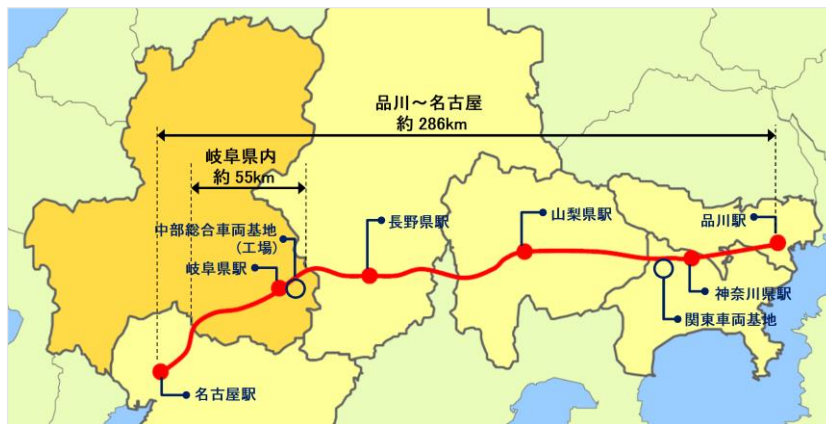 品川～名古屋
約 286km
岐阜県内
約 55km
中部総合車両基地
(工場)
岐阜県駅
長野県駅
山梨県駅
品川駅
神奈川県駅
関東車両基地
名古屋駅